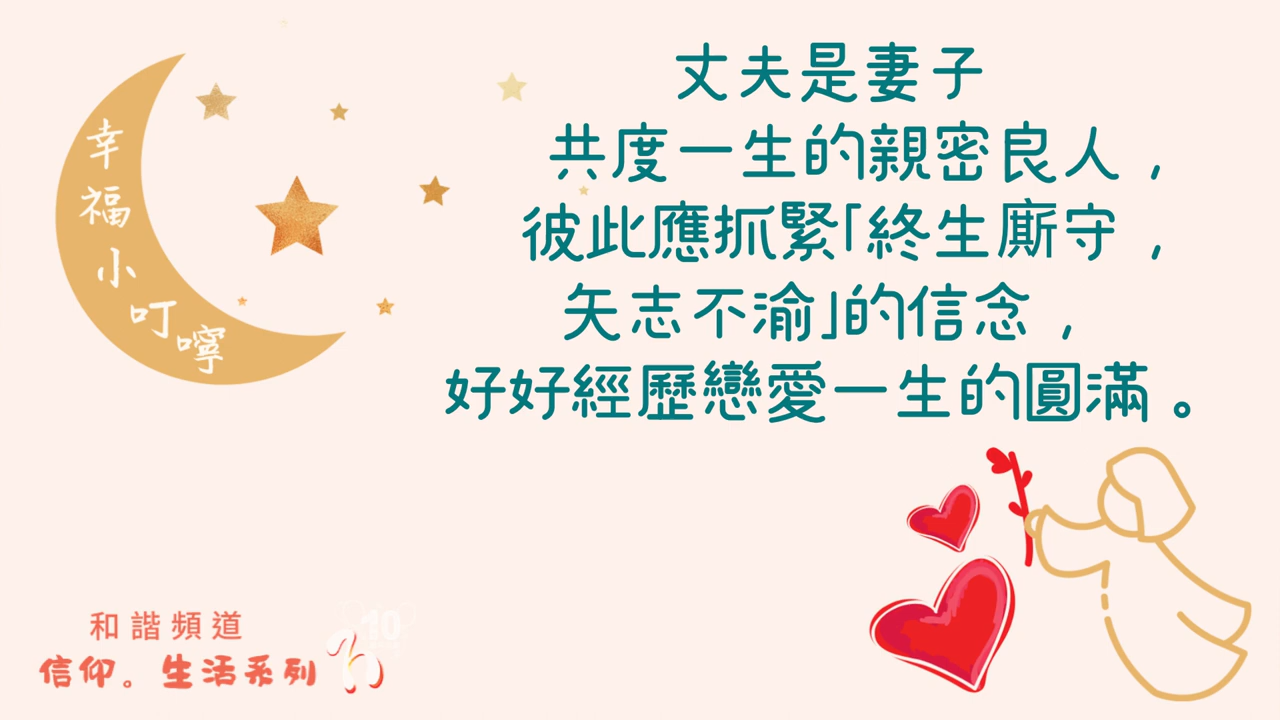 幸福小叮嚀
丈夫是妻子
共度一生的親密良人，
彼此應抓緊「終生廝守，
矢志不渝」的信念，
好好經歷戀愛一生的圓滿。
和諧頻道
10
信仰。生活系列